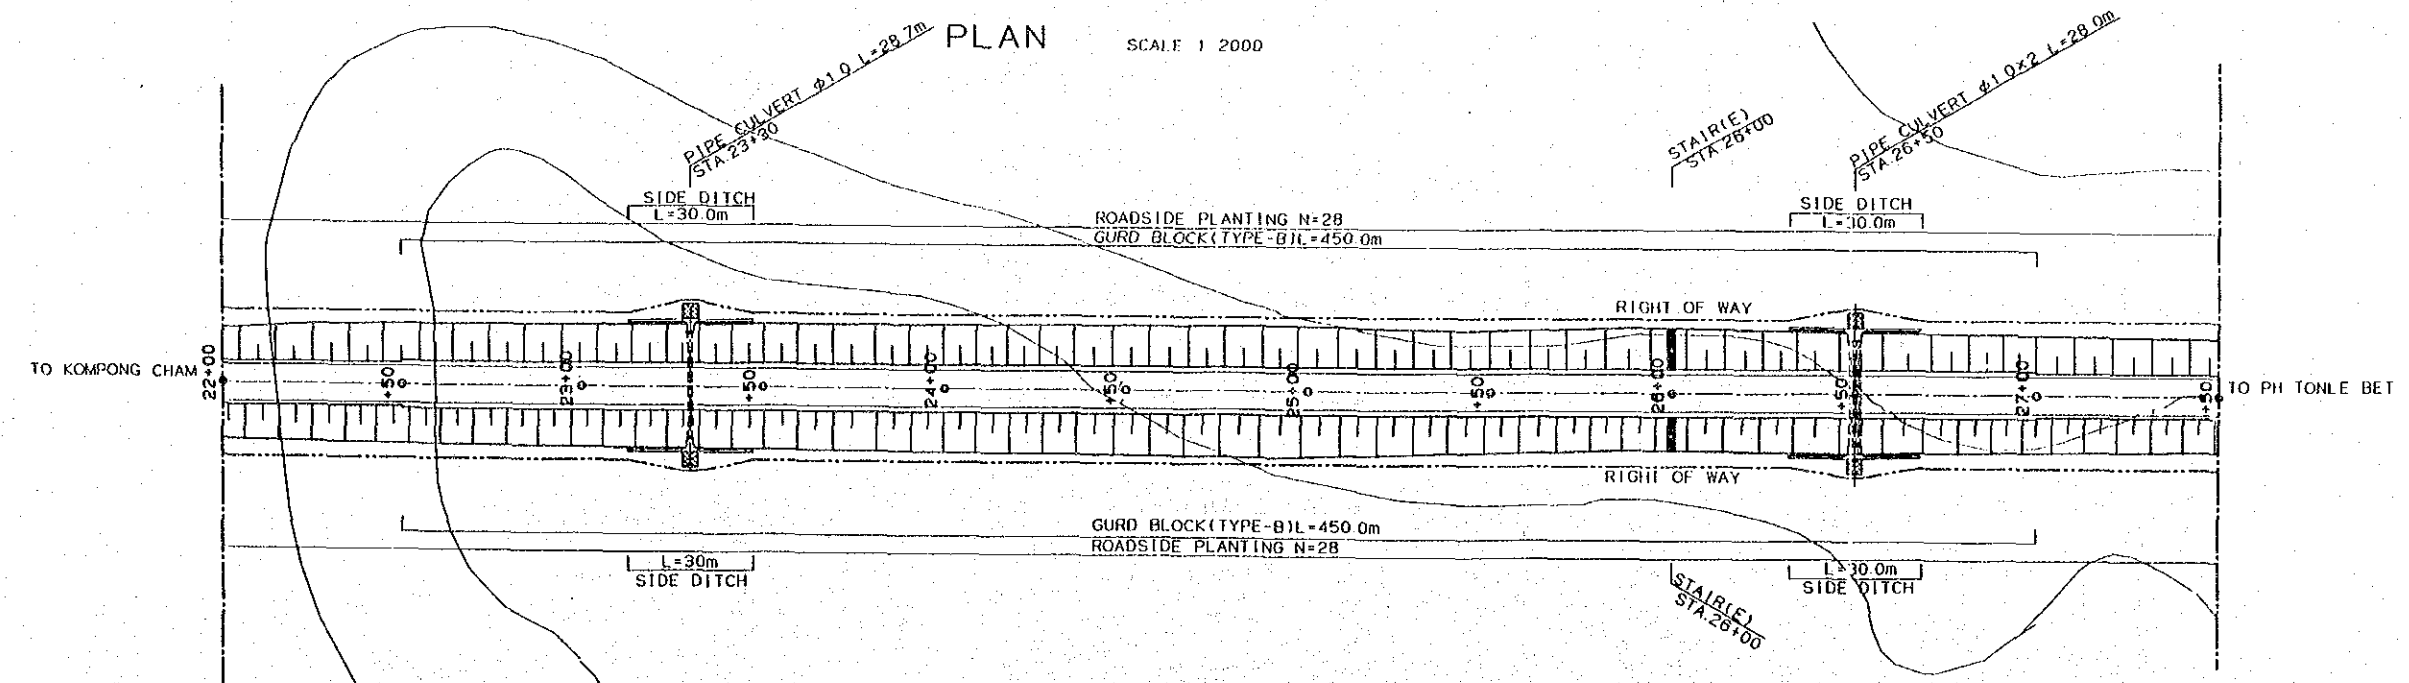 PLAN
SCALE 1 2000
PIPE CULVERT φ1.0 L=28.7m
STA.23+30
STAIR(E)
STA.26+00
PIPE CULVERT φ1.0×2 L=28.0m
STA.26+50
SIDE DITCH
L=30.0m
SIDE DITCH
L=30.0m
ROADSIDE PLANTING N=28
GURD BLOCK(TYPE-B)L=450.0m
RIGHT OF WAY
TO KOMPONG CHAM
22+00
+50
23+00
+50
24+00
+50
25+00
+50
26+00
+50
27+00
+50
TO PH TONLE BET
RIGHT OF WAY
GURD BLOCK(TYPE-B)L=450.0m
ROADSIDE PLANTING N=28
L=30m
SIDE DITCH
L=30.0m
SIDE DITCH
STAIR(E)
STA.26+00